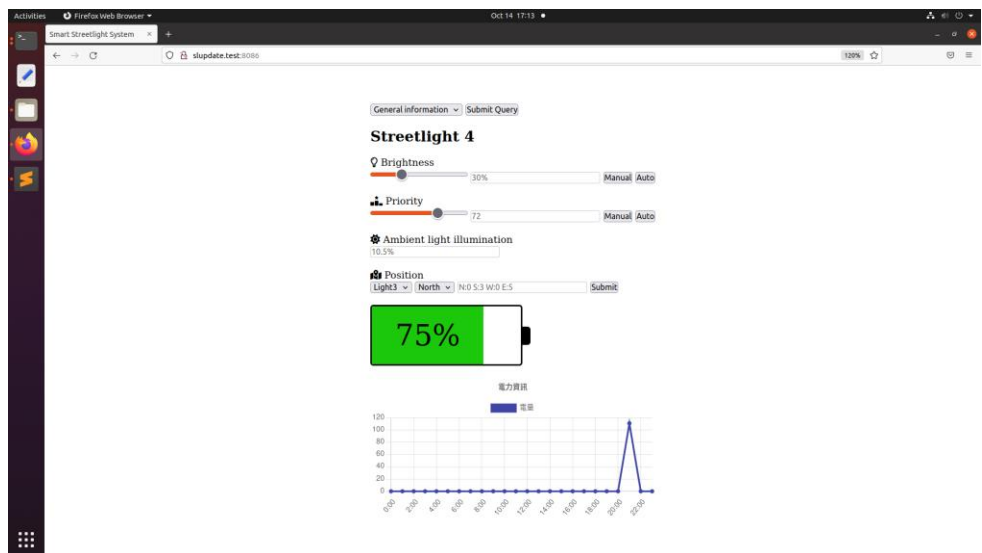 Activities Firefox Web Browser Oct 14 17:13
Smart Streetlight System × +
slupdate.test:8086 120%
General information Submit Query
Streetlight 4
Brightness
30% Manual Auto
Priority
72 Manual Auto
Ambient light illumination
10.5%
Position
Light3 North N:0 S:3 W:0 E:5 Submit
75%
電力資訊
電量
120
100
80
60
40
20
0
0:00 2:00 4:00 6:00 8:00 10:00 12:00 14:00 16:00 18:00 20:00 22:00